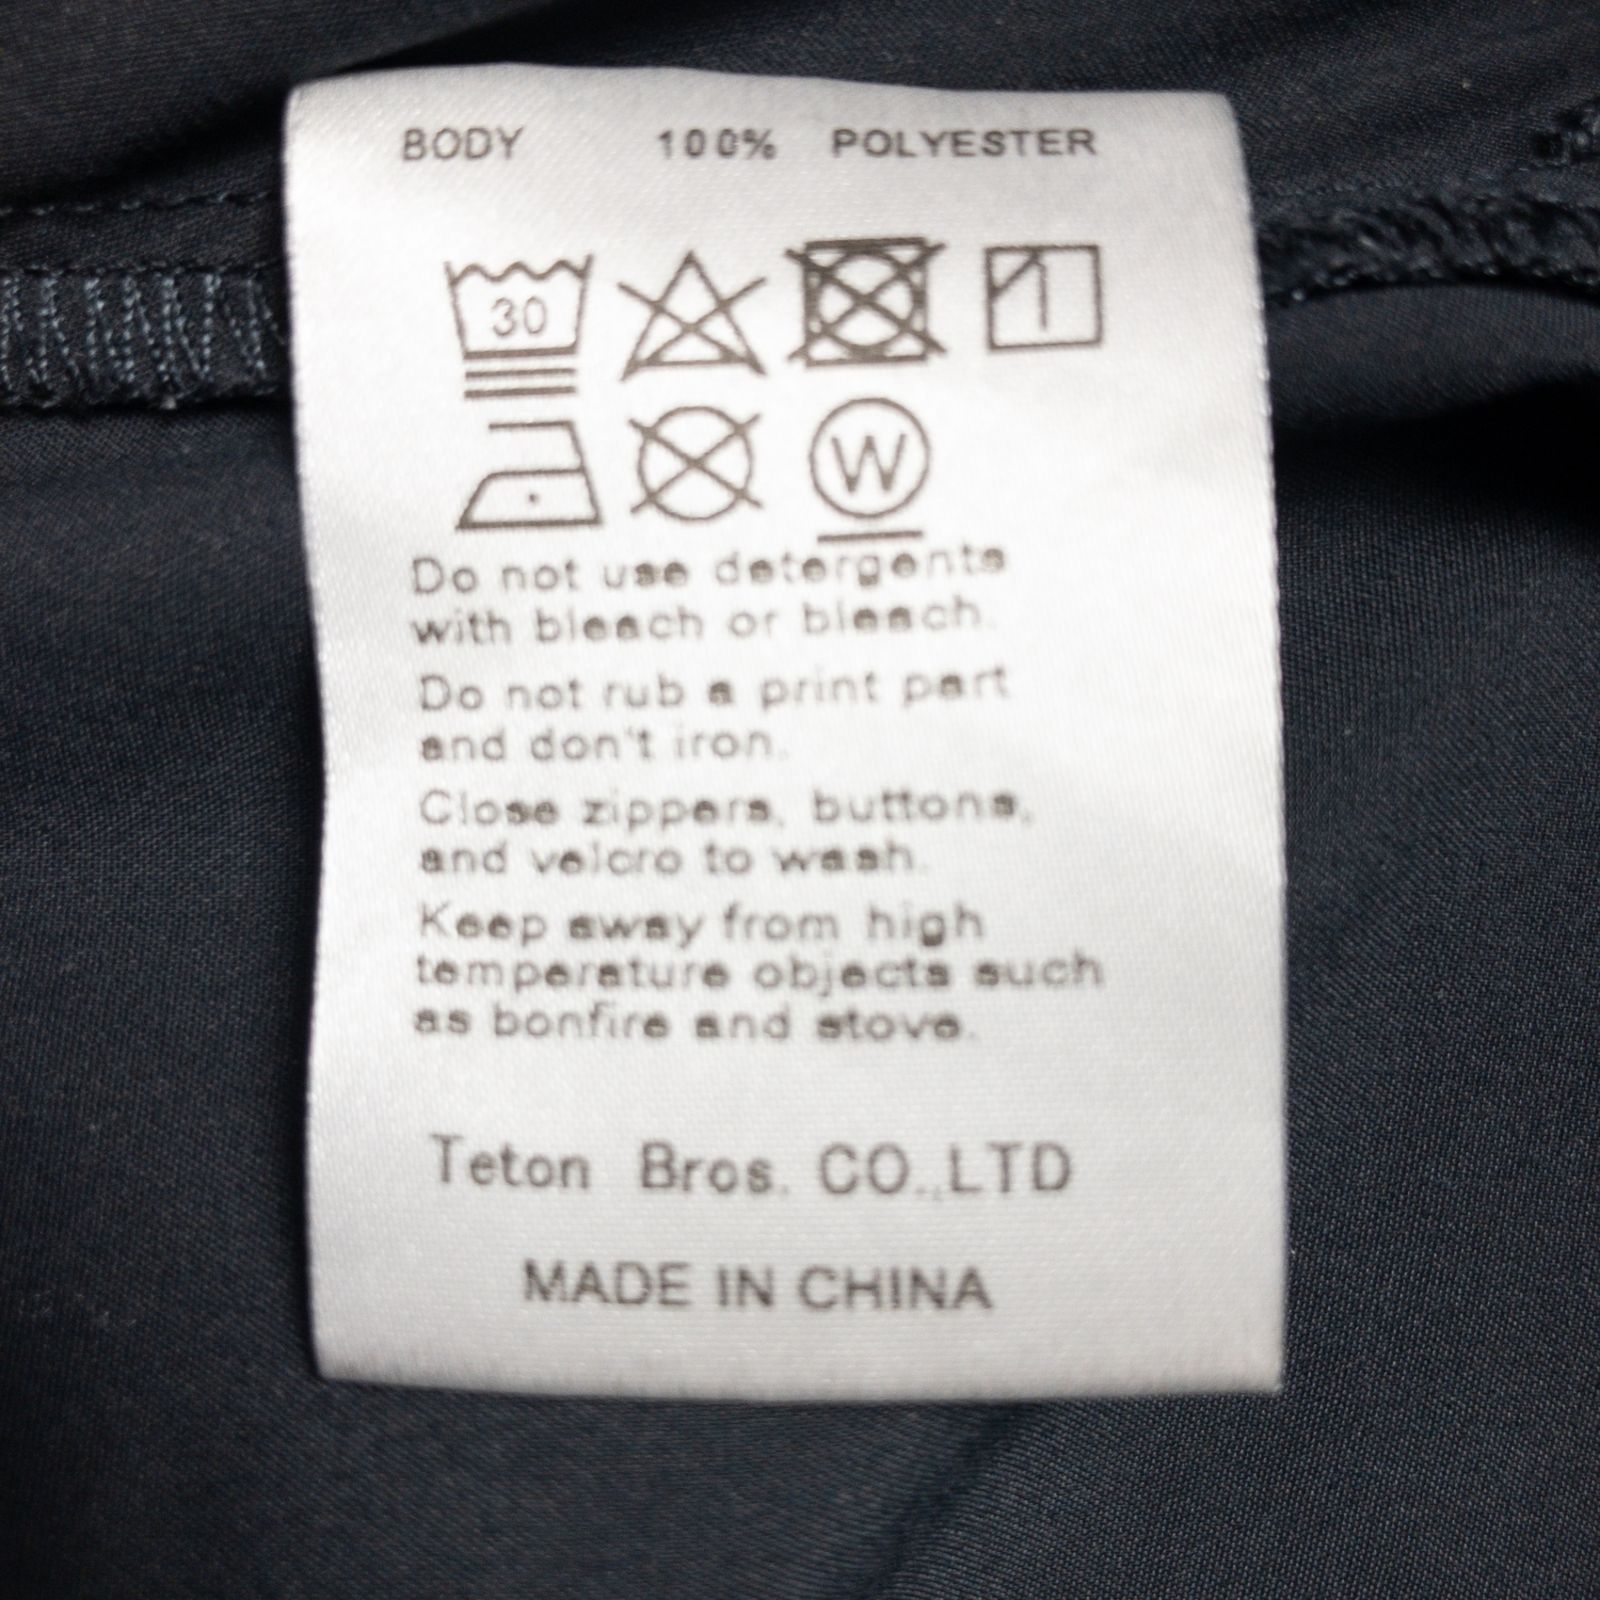 BODY 100% POLYESTER
30
W
Do not use detergents
with bleach or bleach.
Do not rub a print part
and don't iron.
Close zippers, buttons,
and velcro to wash.
Keep away from high
temperature objects such
as bonfire and stove.
Teton Bros. CO.,LTD
MADE IN CHINA